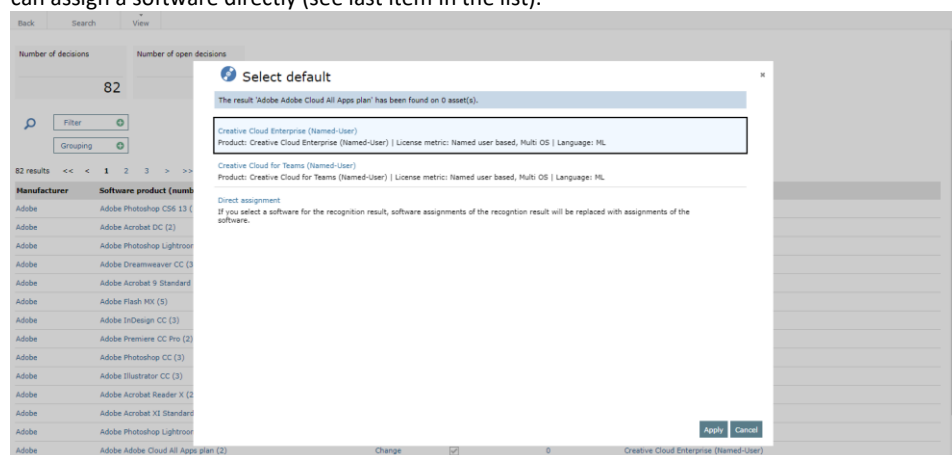 can assign a software directly (see last item in the list).
Back Search View
Number of decisions Number of open decisions
82
Select default
The result 'Adobe Adobe Cloud All Apps plan' has been found on 0 asset(s).
Creative Cloud Enterprise (Named-User)
Product: Creative Cloud Enterprise (Named-User) | License metric: Named user based, Multi OS | Language: ML
Creative Cloud for Teams (Named-User)
Product: Creative Cloud for Teams (Named-User) | License metric: Named user based, Multi OS | Language: ML
Direct assignment
If you select a software for the recognition result, software assignments of the recogntion result will be replaced with assignments of the
software.
Apply Cancel
Filter
Grouping
82 results << < 1 2 3 > >>
Manufacturer Software product (numb
Adobe Adobe Photoshop CS6 13 (
Adobe Adobe Acrobat DC (2)
Adobe Adobe Photoshop Lightroor
Adobe Adobe Dreamweaver CC (3
Adobe Adobe Acrobat 9 Standard
Adobe Adobe Flash MX (5)
Adobe Adobe InDesign CC (3)
Adobe Adobe Premiere CC Pro (2)
Adobe Adobe Photoshop CC (3)
Adobe Adobe Illustrator CC (3)
Adobe Adobe Acrobat Reader X (2
Adobe Adobe Acrobat XI Standard
Adobe Adobe Photoshop Lightroor
Adobe Adobe Adobe Cloud All Apps plan (2) Change 0 Creative Cloud Enterprise (Named-User)